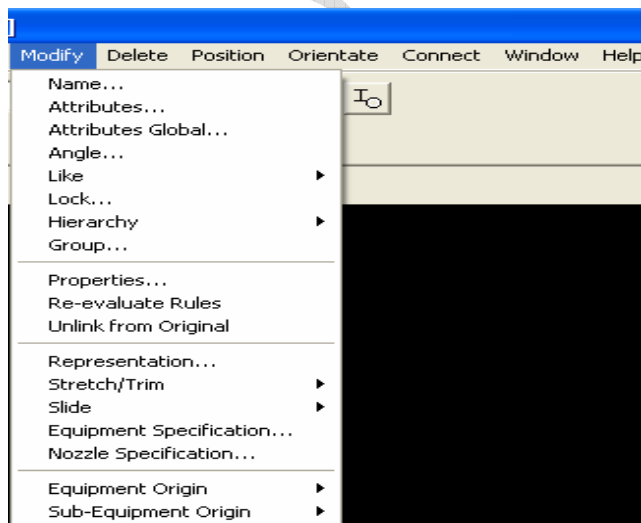 Modify Delete Position Orientate Connect Window Help
Name...
Attributes...
Attributes Global...
Angle...
Like
Lock...
Hierarchy
Group...
Properties...
Re-evaluate Rules
Unlink from Original
Representation...
Stretch/Trim
Slide
Equipment Specification...
Nozzle Specification...
Equipment Origin
Sub-Equipment Origin